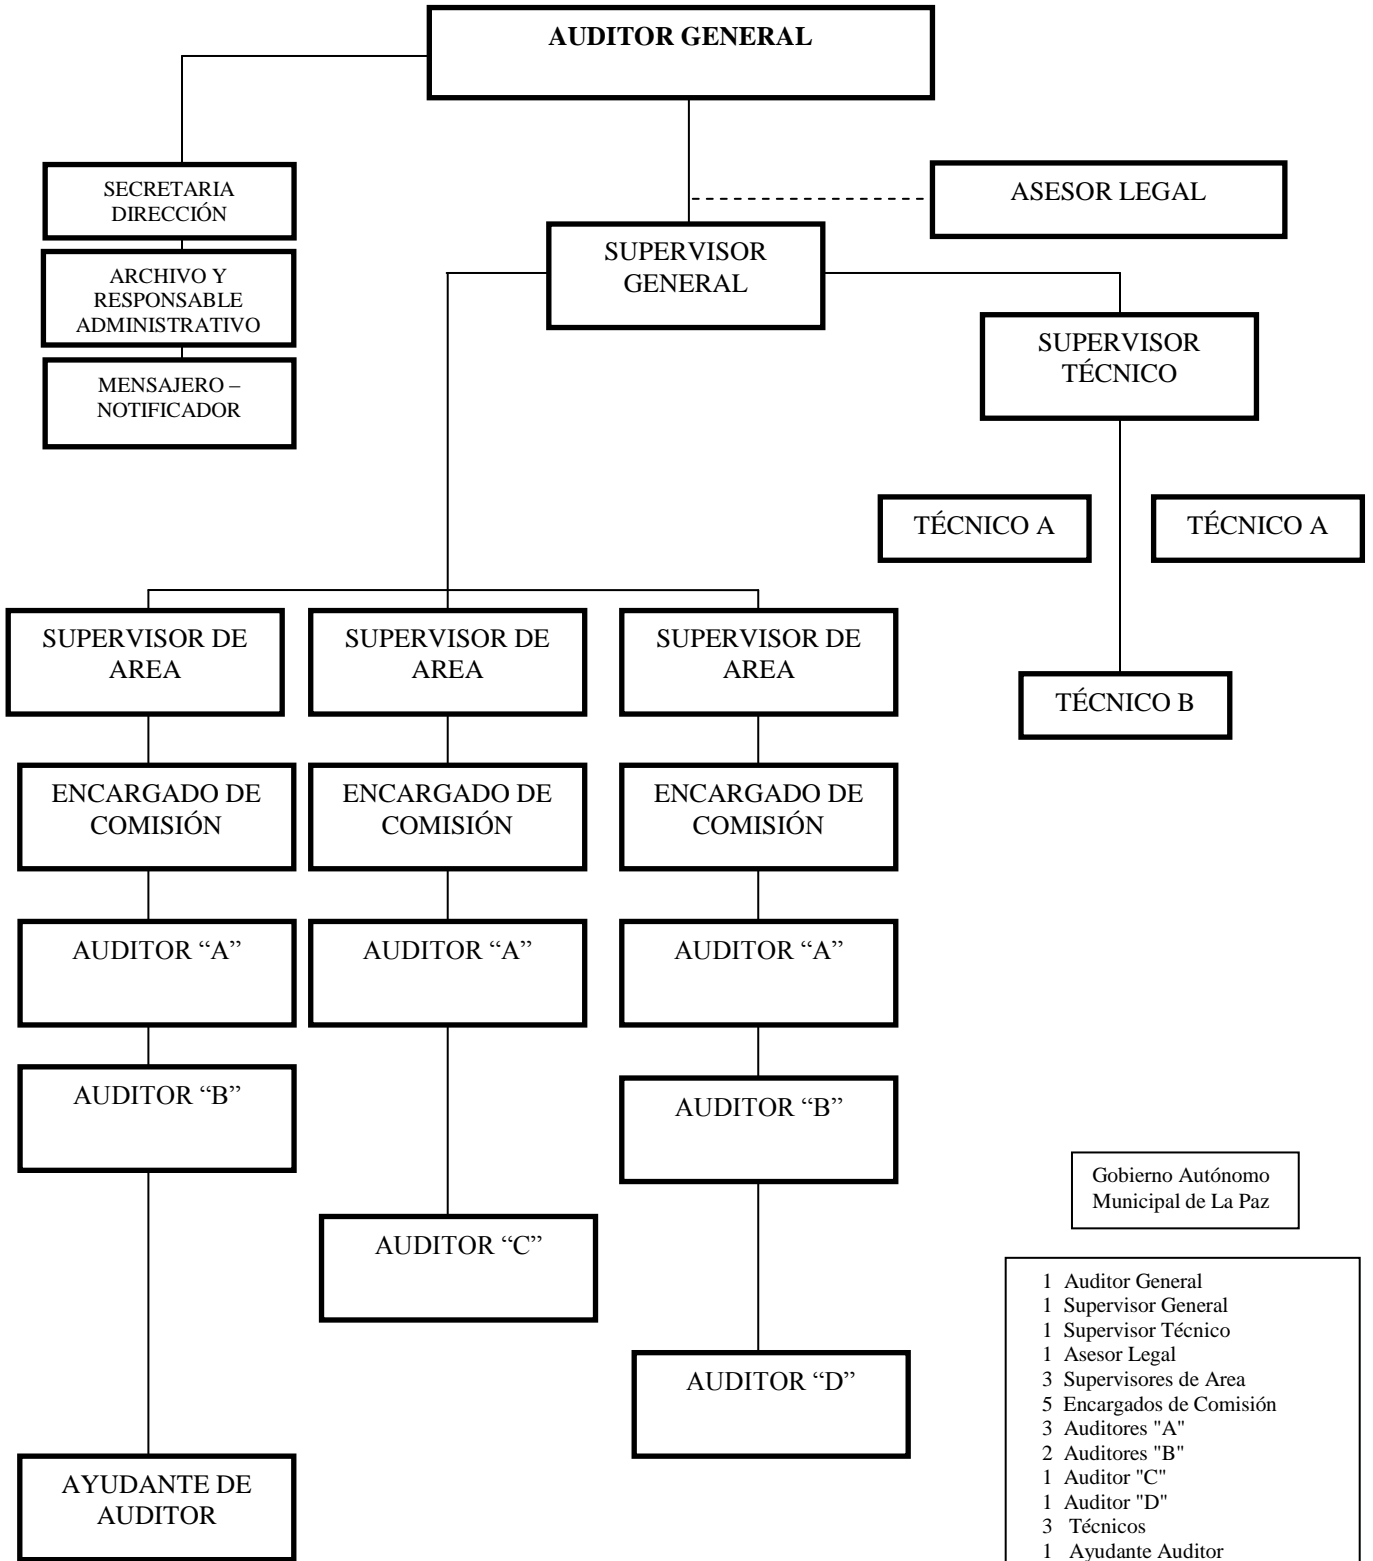 AUDITOR GENERAL
SECRETARIA
DIRECCIÓN
ASESOR LEGAL
ARCHIVO Y
RESPONSABLE
ADMINISTRATIVO
SUPERVISOR
GENERAL
MENSAJERO –
NOTIFICADOR
SUPERVISOR
TÉCNICO
TÉCNICO A
TÉCNICO A
TÉCNICO B
SUPERVISOR DE
AREA
SUPERVISOR DE
AREA
SUPERVISOR DE
AREA
ENCARGADO DE
COMISIÓN
ENCARGADO DE
COMISIÓN
ENCARGADO DE
COMISIÓN
AUDITOR “A”
AUDITOR “A”
AUDITOR “A”
AUDITOR “B”
AUDITOR “B”
AUDITOR “C”
AUDITOR “D”
AYUDANTE DE
AUDITOR
Gobierno Autónomo
Municipal de La Paz
1 Auditor General
1 Supervisor General
1 Supervisor Técnico
1 Asesor Legal
3 Supervisores de Area
5 Encargados de Comisión
3 Auditores "A"
2 Auditores "B"
1 Auditor "C"
1 Auditor "D"
3 Técnicos
1 Ayudante Auditor